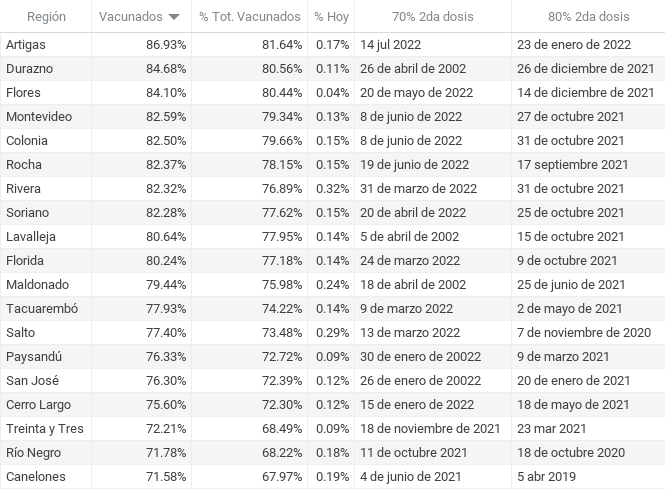 Región Vacunados % Tot. Vacunados % Hoy 70% 2da dosis 80% 2da dosis
Artigas 86.93% 81.64% 0.17% 14 jul 2022 23 de enero de 2022
Durazno 84.68% 80.56% 0.11% 26 de abril de 2002 26 de diciembre de 2021
Flores 84.10% 80.44% 0.04% 20 de mayo de 2022 14 de diciembre de 2021
Montevideo 82.59% 79.34% 0.13% 8 de junio de 2022 27 de octubre 2021
Colonia 82.50% 79.66% 0.15% 8 de junio de 2022 31 de octubre 2021
Rocha 82.37% 78.15% 0.15% 19 de junio de 2022 17 septiembre 2021
Rivera 82.32% 76.89% 0.32% 31 de marzo de 2022 31 de octubre 2021
Soriano 82.28% 77.62% 0.15% 20 de abril de 2022 25 de octubre 2021
Lavalleja 80.64% 77.95% 0.14% 5 de abril de 2002 15 de octubre 2021
Florida 80.24% 77.18% 0.14% 24 de marzo 2022 9 de octubre 2021
Maldonado 79.44% 75.98% 0.24% 18 de abril de 2002 25 de junio de 2021
Tacuarembó 77.93% 74.22% 0.14% 9 de marzo 2022 2 de mayo de 2021
Salto 77.40% 73.48% 0.29% 13 de marzo 2022 7 de noviembre de 2020
Paysandú 76.33% 72.72% 0.09% 30 de enero de 20022 9 de marzo 2021
San José 76.30% 72.39% 0.12% 26 de enero de 20022 20 de enero de 2021
Cerro Largo 75.60% 72.30% 0.12% 15 de enero de 2022 18 de mayo de 2021
Treinta y Tres 72.21% 68.49% 0.09% 18 de noviembre de 2021 23 mar 2021
Río Negro 71.78% 68.22% 0.18% 11 de octubre 2021 18 de octubre 2020
Canelones 71.58% 67.97% 0.19% 4 de junio de 2021 5 abr 2019